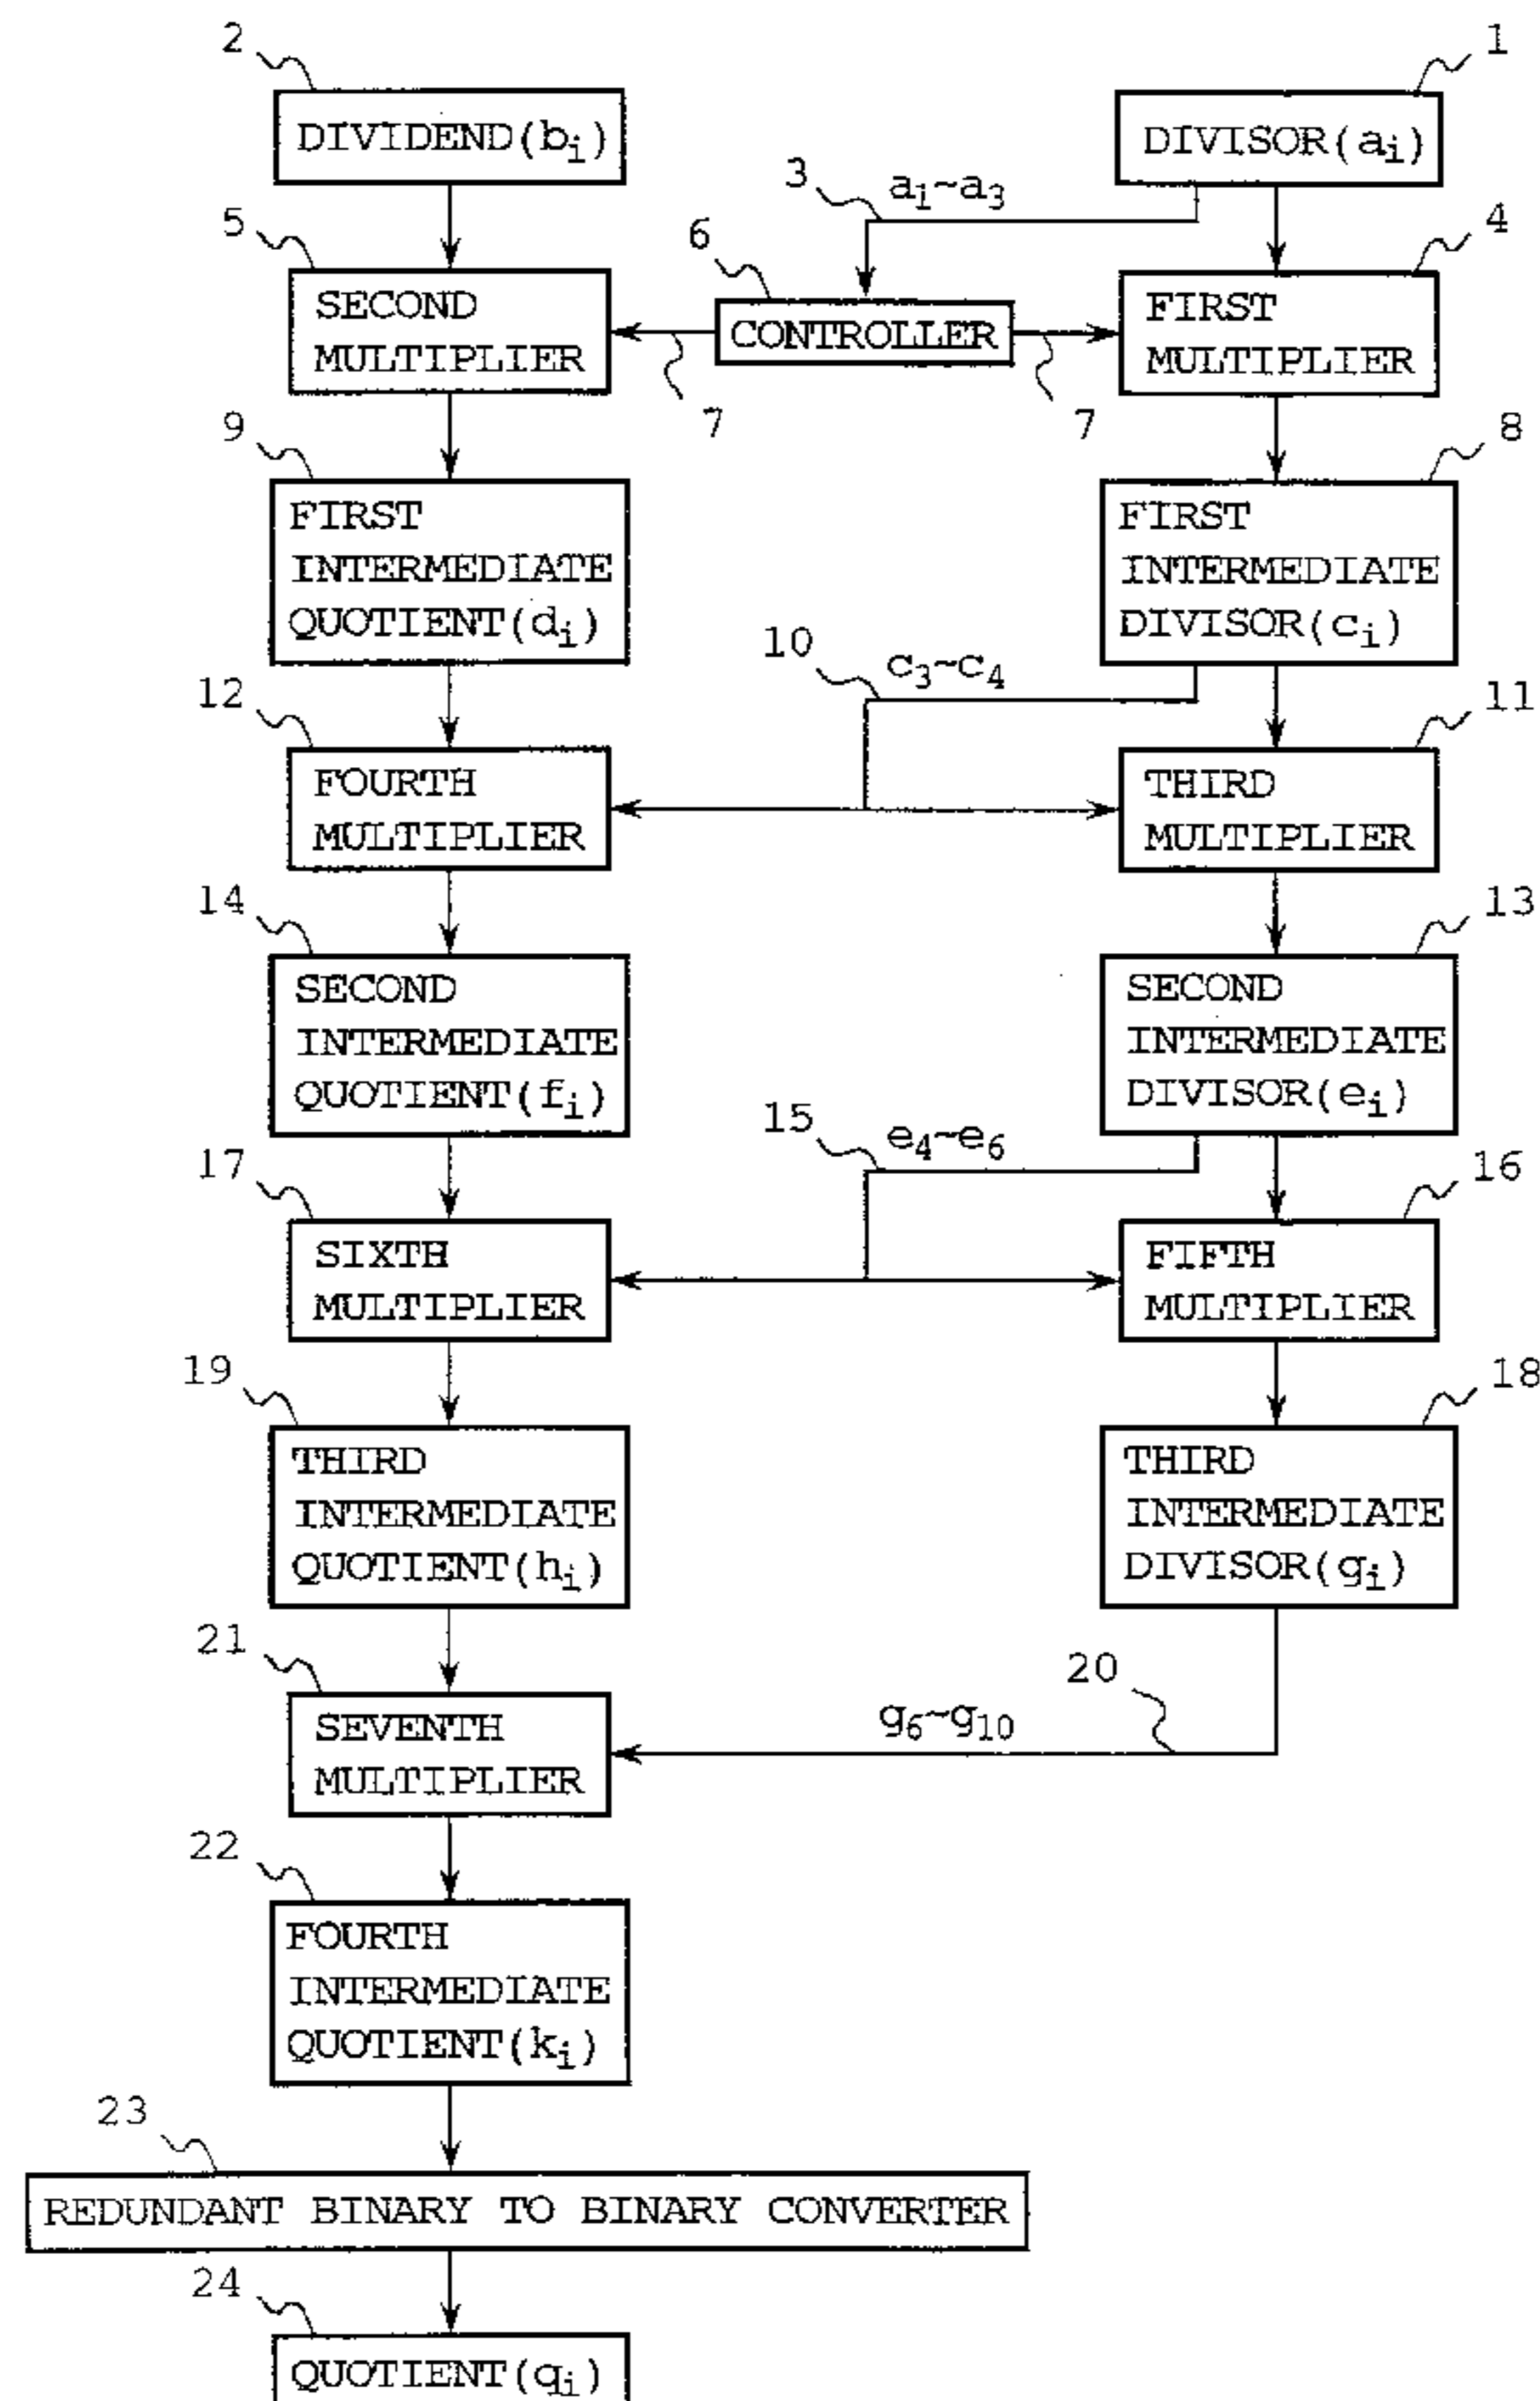 2
1
DIVIDEND(bi)
DIVISOR(ai)
3
a1~a3
5
6
4
SECOND
MULTIPLIER
CONTROLLER
FIRST
MULTIPLIER
7
7
9
8
FIRST
INTERMEDIATE
QUOTIENT(di)
FIRST
INTERMEDIATE
DIVISOR(ci)
10
c3~c4
12
11
FOURTH
MULTIPLIER
THIRD
MULTIPLIER
14
13
SECOND
INTERMEDIATE
QUOTIENT(fi)
SECOND
INTERMEDIATE
DIVISOR(ei)
15
e4~e6
17
16
SIXTH
MULTIPLIER
FIFTH
MULTIPLIER
19
18
THIRD
INTERMEDIATE
QUOTIENT(hi)
THIRD
INTERMEDIATE
DIVISOR(gi)
21
20
SEVENTH
MULTIPLIER
g6~g10
22
FOURTH
INTERMEDIATE
QUOTIENT(ki)
23
REDUNDANT BINARY TO BINARY CONVERTER
24
QUOTIENT(qi)